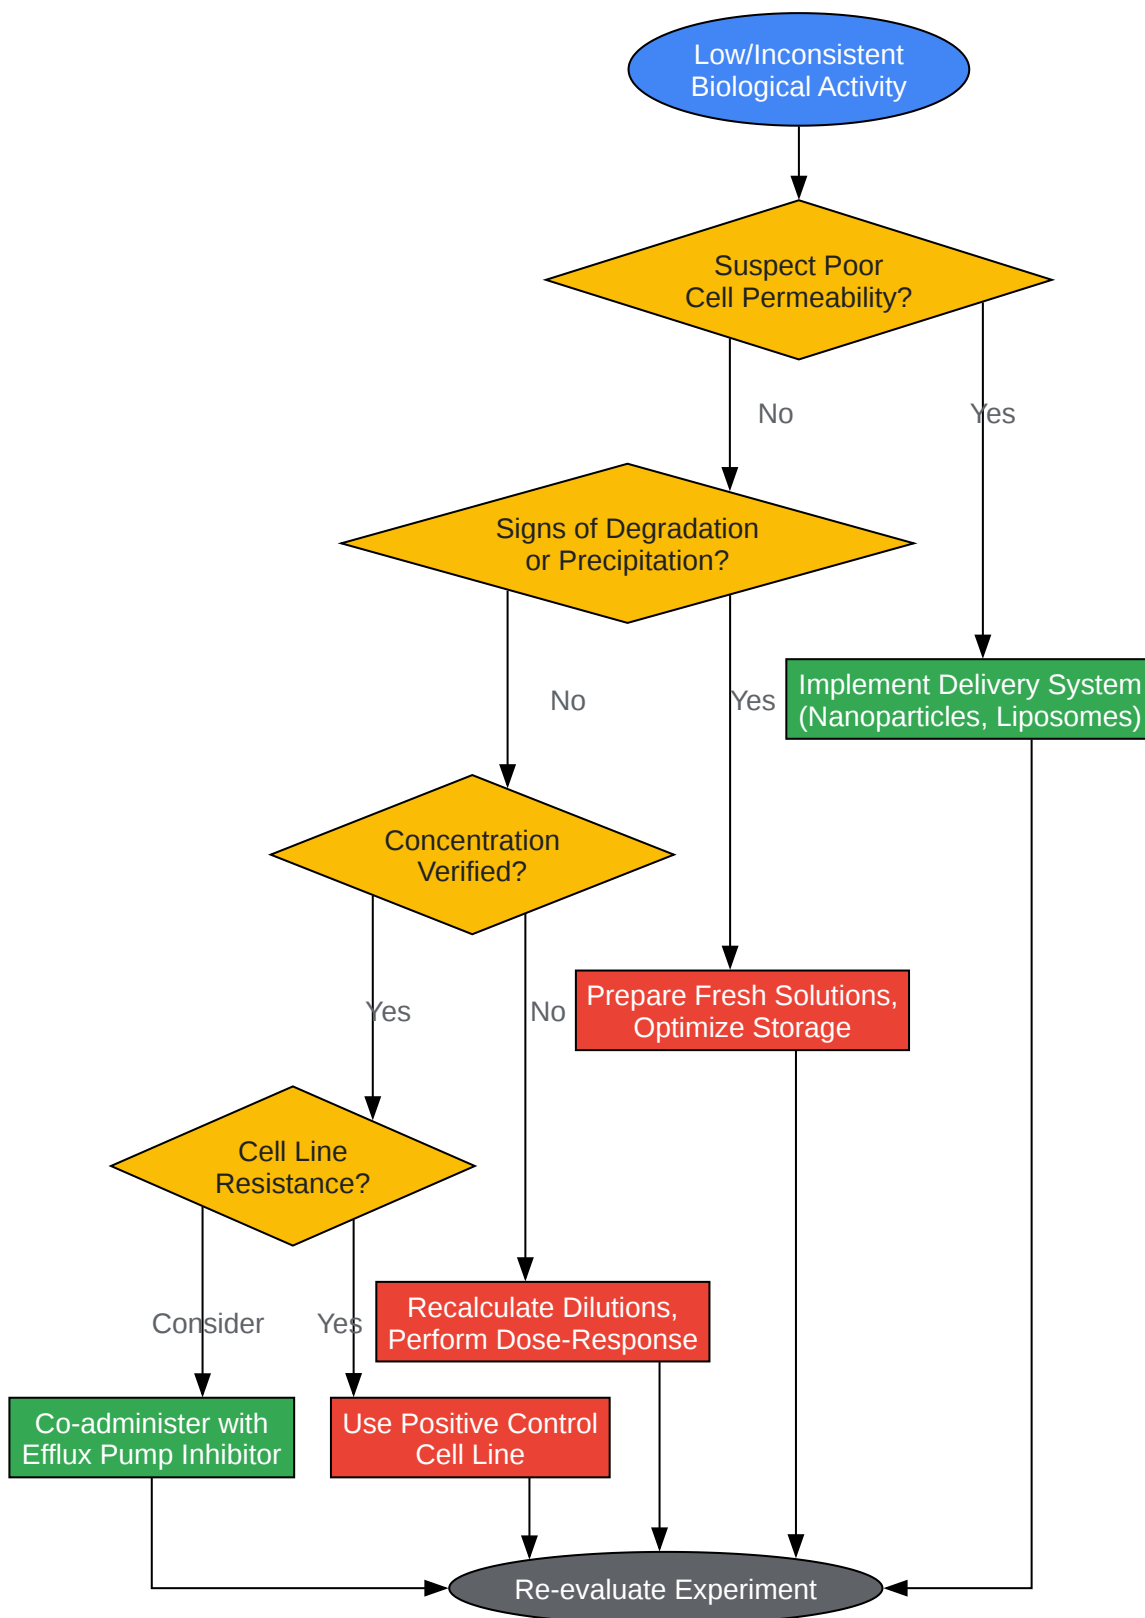 Low/Inconsistent
Biological Activity
Suspect Poor
Cell Permeability?
No
Yes
Signs of Degradation
or Precipitation?
No
Yes
Implement Delivery System
(Nanoparticles, Liposomes)
Concentration
Verified?
Yes
No
Prepare Fresh Solutions,
Optimize Storage
Cell Line
Resistance?
Consider
Yes
Recalculate Dilutions,
Perform Dose-Response
Co-administer with
Efflux Pump Inhibitor
Use Positive Control
Cell Line
Re-evaluate Experiment